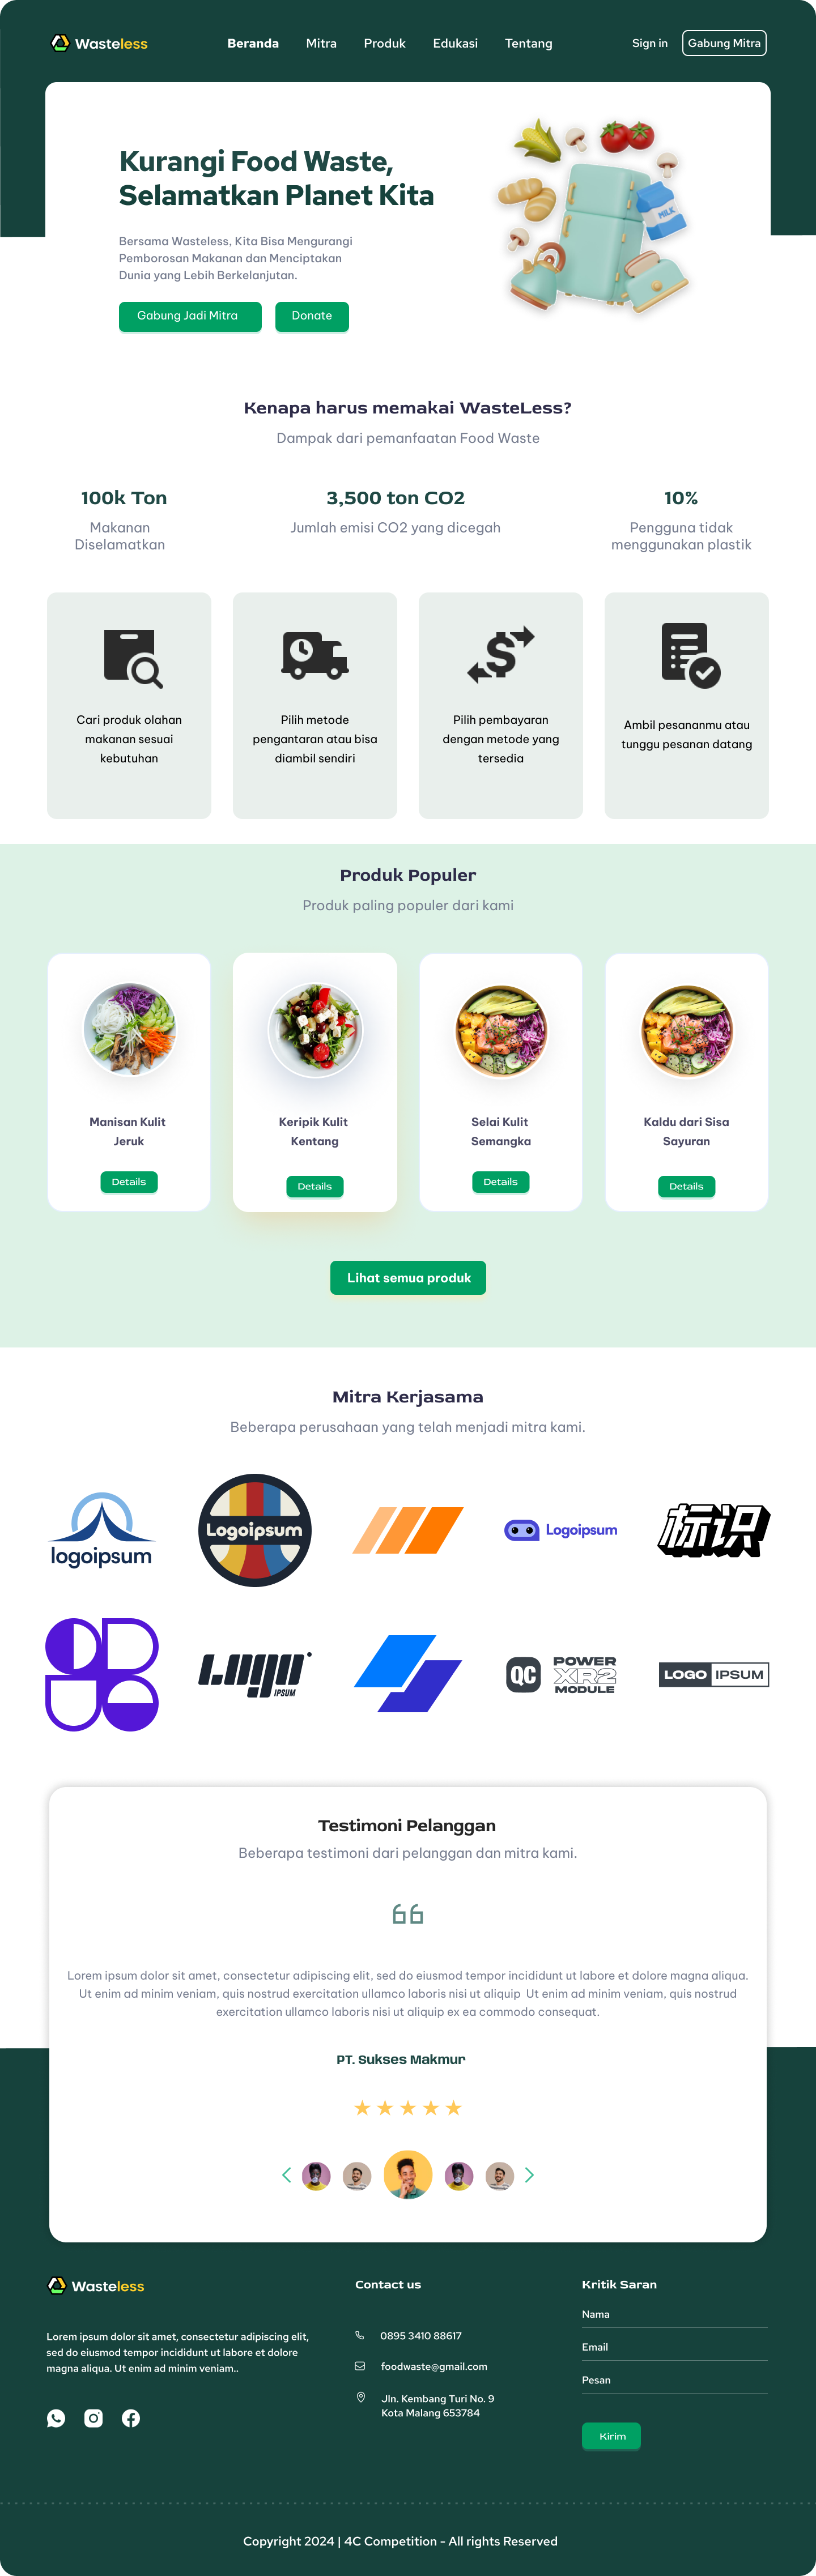 Wasteless
Beranda
Mitra
Produk
Edukasi
Tentang
Sign in
Gabung Mitra
Kurangi Food Waste,
Selamatkan Planet Kita
Bersama Wasteless, Kita Bisa Mengurangi
Pemborosan Makanan dan Menciptakan
Dunia yang Lebih Berkelanjutan.
Gabung Jadi Mitra
Donate
MILK
Kenapa harus memakai WasteLess?
Dampak dari pemanfaatan Food Waste
100k Ton
Makanan
Diselamatkan
3,500 ton CO2
Jumlah emisi CO2 yang dicegah
10%
Pengguna tidak
menggunakan plastik
Cari produk olahan
makanan sesuai
kebutuhan
Pilih metode
pengantaran atau bisa
diambil sendiri
Pilih pembayaran
dengan metode yang
tersedia
Ambil pesananmu atau
tunggu pesanan datang
Produk Populer
Produk paling populer dari kami
Manisan Kulit
Jeruk
Details
Keripik Kulit
Kentang
Details
Selai Kulit
Semangka
Details
Kaldu dari Sisa
Sayuran
Details
Lihat semua produk
Mitra Kerjasama
Beberapa perusahaan yang telah menjadi mitra kami.
logoipsum
Logoipsum
Logoipsum
标识
Logo
IPSUM
QC
POWER
XR2
MODULE
LOGO IPSUM
Testimoni Pelanggan
Beberapa testimoni dari pelanggan dan mitra kami.
Lorem ipsum dolor sit amet, consectetur adipiscing elit, sed do eiusmod tempor incididunt ut labore et dolore magna aliqua.
Ut enim ad minim veniam, quis nostrud exercitation ullamco laboris nisi ut aliquip Ut enim ad minim veniam, quis nostrud
exercitation ullamco laboris nisi ut aliquip ex ea commodo consequat.
PT. Sukses Makmur
Wasteless
Lorem ipsum dolor sit amet, consectetur adipiscing elit,
sed do eiusmod tempor incididunt ut labore et dolore
magna aliqua. Ut enim ad minim veniam..
Contact us
0895 3410 88617
foodwaste@gmail.com
Jln. Kembang Turi No. 9
Kota Malang 653784
Kritik Saran
Nama
Email
Pesan
Kirim
Copyright 2024 | 4C Competition - All rights Reserved